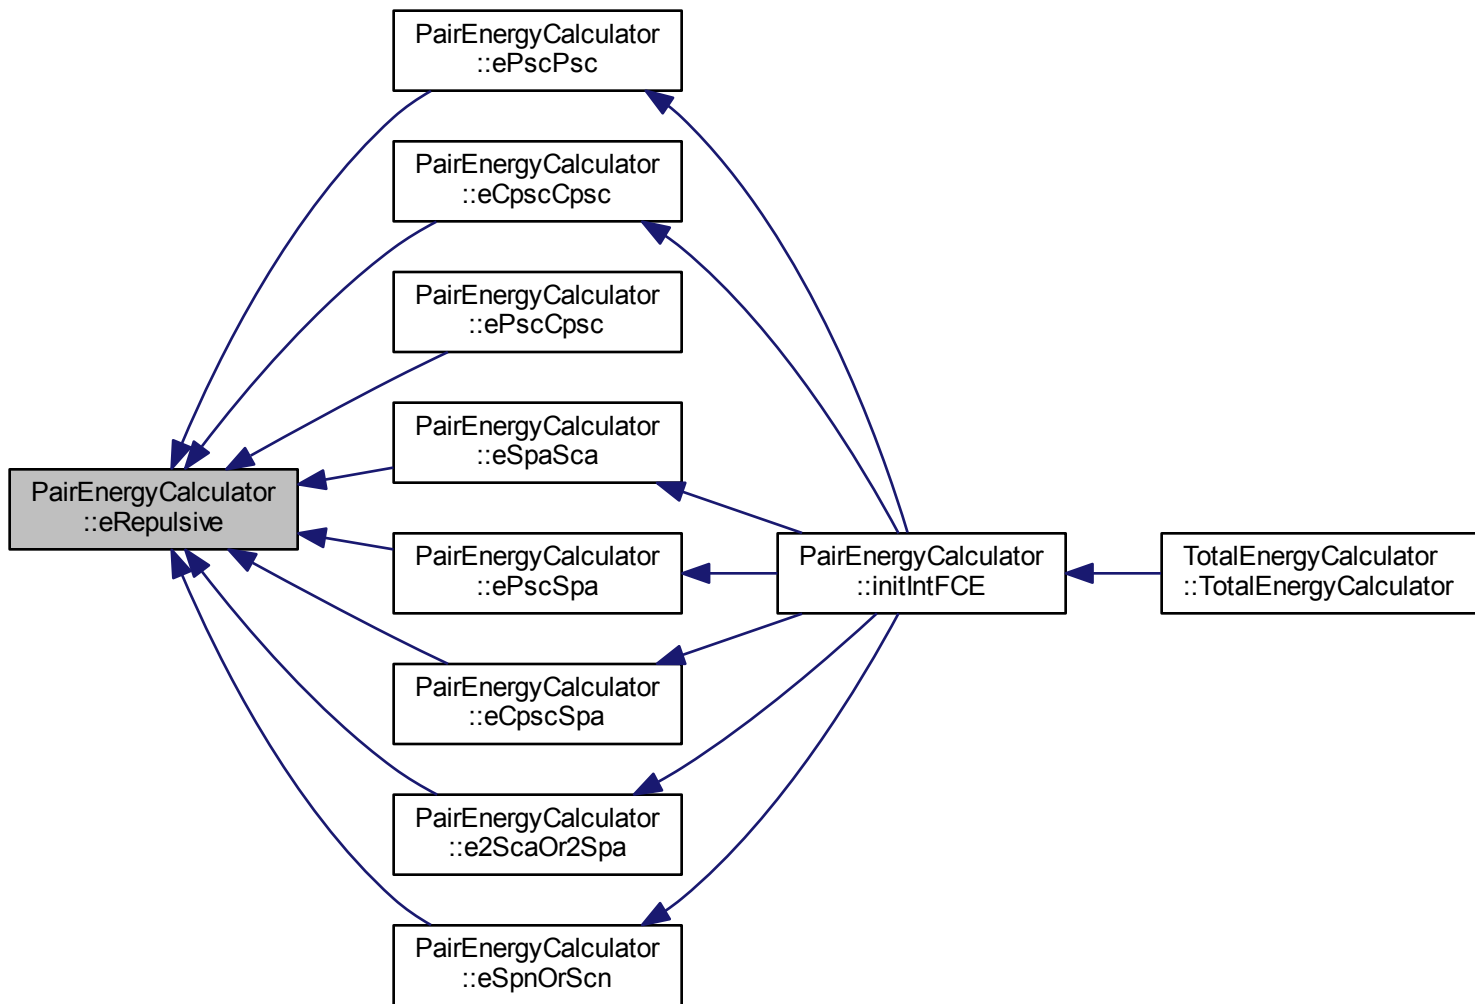 PairEnergyCalculator
::ePscPsc
PairEnergyCalculator
::eCpscCpsc
PairEnergyCalculator
::ePscCpsc
PairEnergyCalculator
::eSpaSca
PairEnergyCalculator
::eRepulsive
PairEnergyCalculator
::ePscSpa
PairEnergyCalculator
::initIntFCE
TotalEnergyCalculator
::TotalEnergyCalculator
PairEnergyCalculator
::eCpscSpa
PairEnergyCalculator
::e2ScaOr2Spa
PairEnergyCalculator
::eSpnOrScn